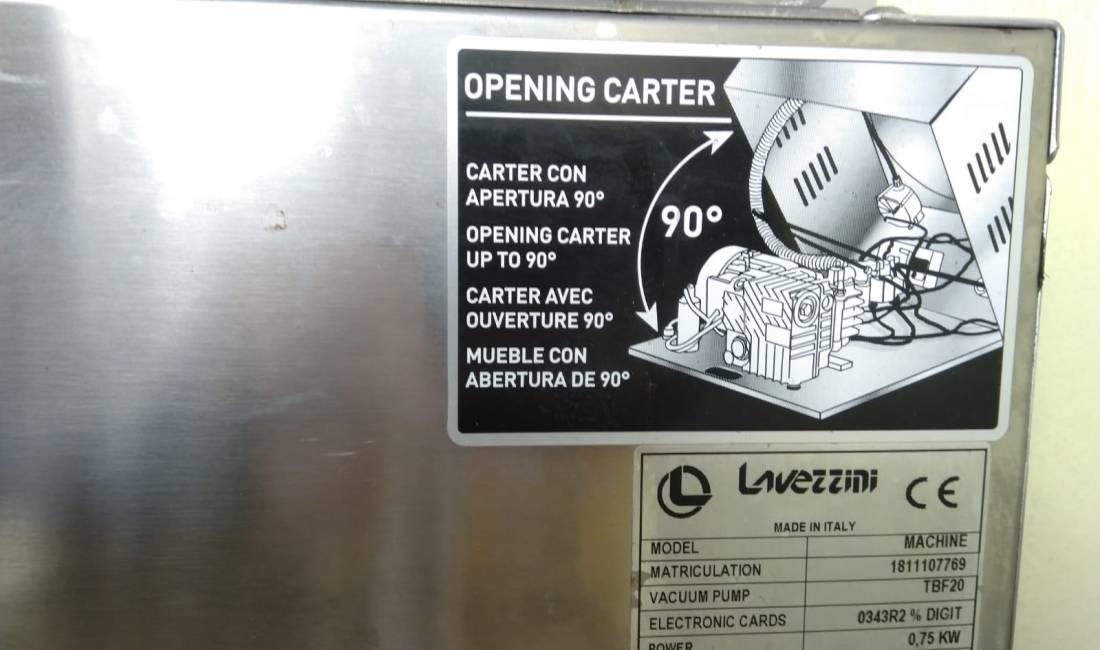 OPENING CARTER
CARTER CON
APERTURA 90°
OPENING CARTER
UP TO 90°
CARTER AVEC
OUVERTURE 90°
MUEBLE CON
ABERTURA DE 90°
90°
Lavezzini CE
MADE IN ITALY
MODEL MACHINE
MATRICULATION 1811107769
VACUUM PUMP TBF20
ELECTRONIC CARDS 0343R2 % DIGIT
POWER 0,75 KW